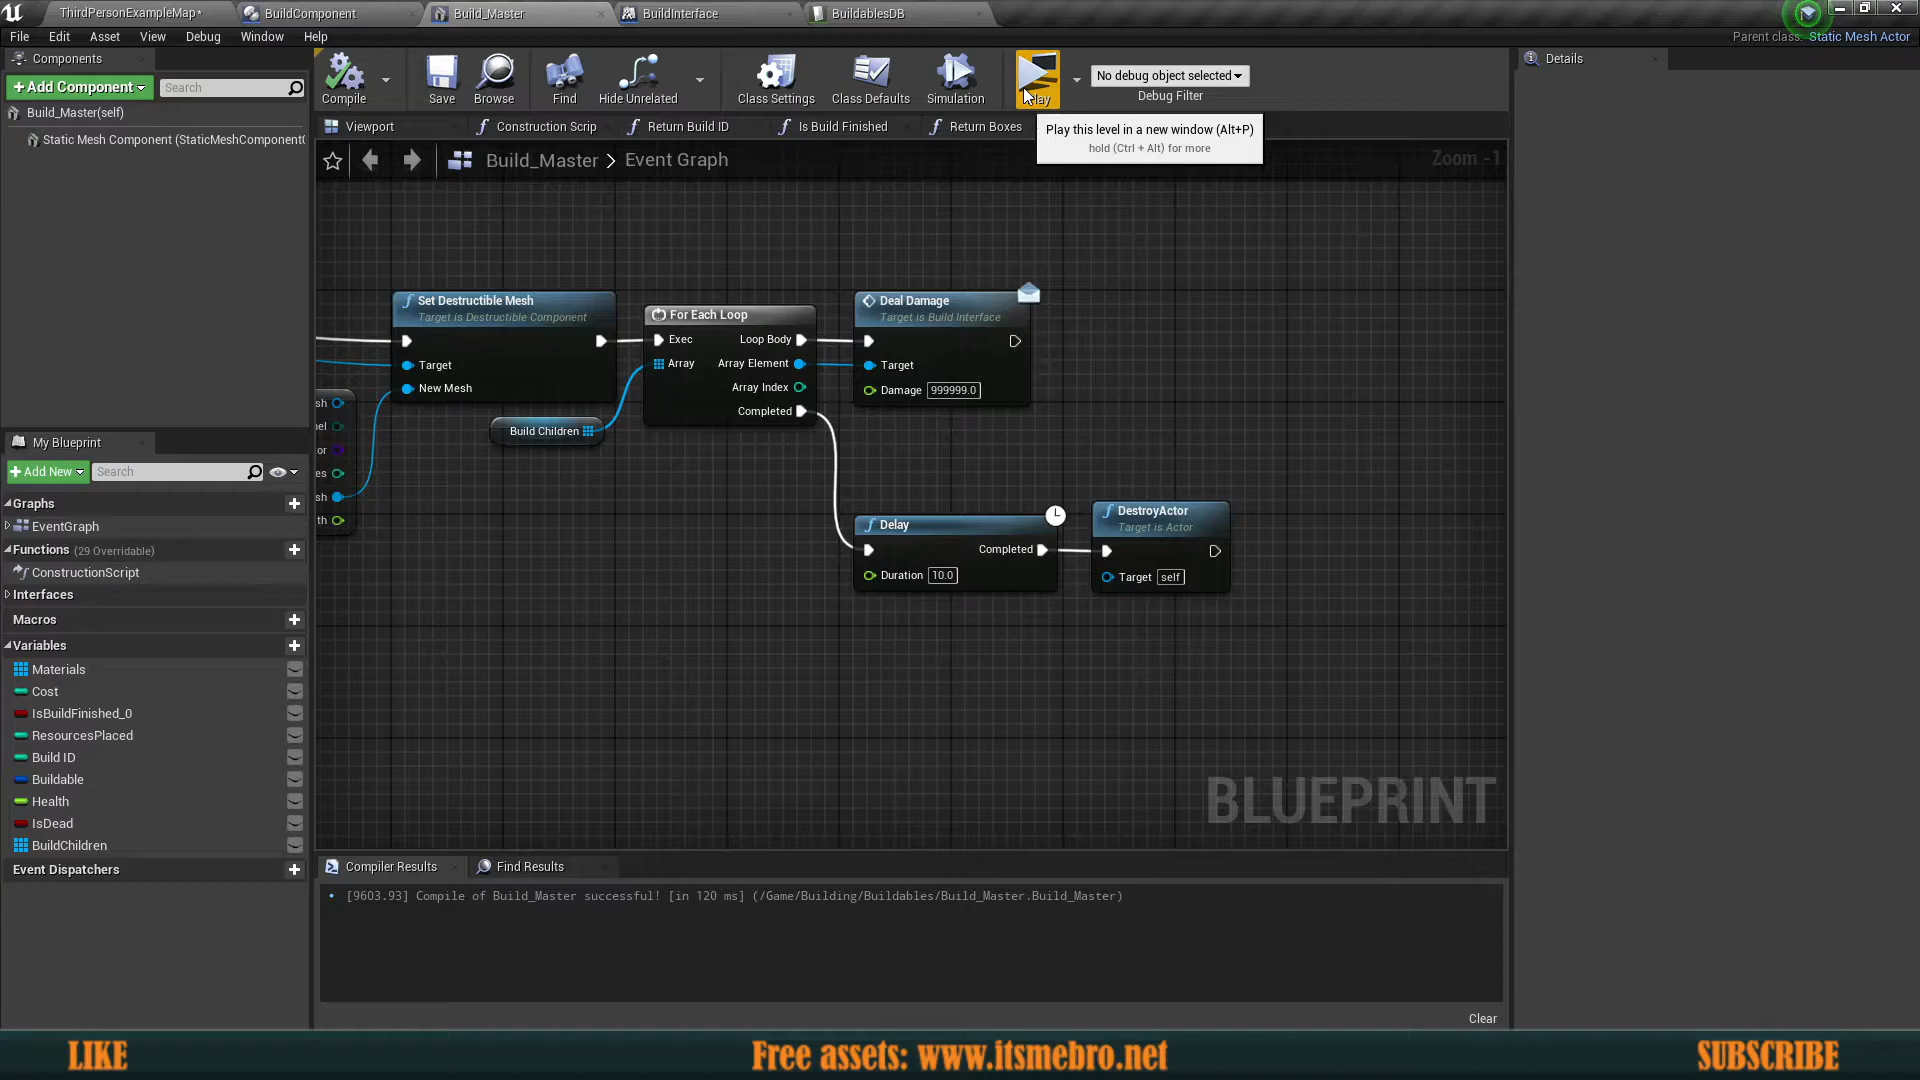 ThirdPersonExampleMap*
BuildComponent
Build_Master
BuildInterface
BuildablesDB
File Edit Asset View Debug Window Help
Parent class: Static Mesh Actor
Components
+Add Component
Search
Build_Master(self)
Static Mesh Component (StaticMeshComponent0
Compile
Save
Browse
Find
Hide Unrelated
Class Settings
Class Defaults
Simulation
No debug object selected
Debug Filter
Details
Viewport
Construction Scrip
Return Build ID
Is Build Finished
Return Boxes
Play this level in a new window (Alt+P)
hold (Ctrl + Alt) for more
Build_Master > Event Graph
Zoom -1
Set Destructible Mesh
Target is Destructible Component
Target
New Mesh
For Each Loop
Exec
Loop Body
Array
Array Element
Array Index
Completed
Deal Damage
Target is Build Interface
Target
Damage 999999.0
Build Children
sh
nel
or
es
sh
th
Delay
Completed
Duration 10.0
DestroyActor
Target is Actor
Target self
BLUEPRINT
My Blueprint
+Add New
Search
Graphs
EventGraph
Functions (29 Overridable)
ConstructionScript
Interfaces
Macros
Variables
Materials
Cost
IsBuildFinished_0
ResourcesPlaced
Build ID
Buildable
Health
IsDead
BuildChildren
Event Dispatchers
Compiler Results
Find Results
[9603.93] Compile of Build_Master successful! [in 120 ms] (/Game/Building/Buildables/Build_Master.Build_Master)
Clear
LIKE
Free assets: www.itsmebro.net
SUBSCRIBE